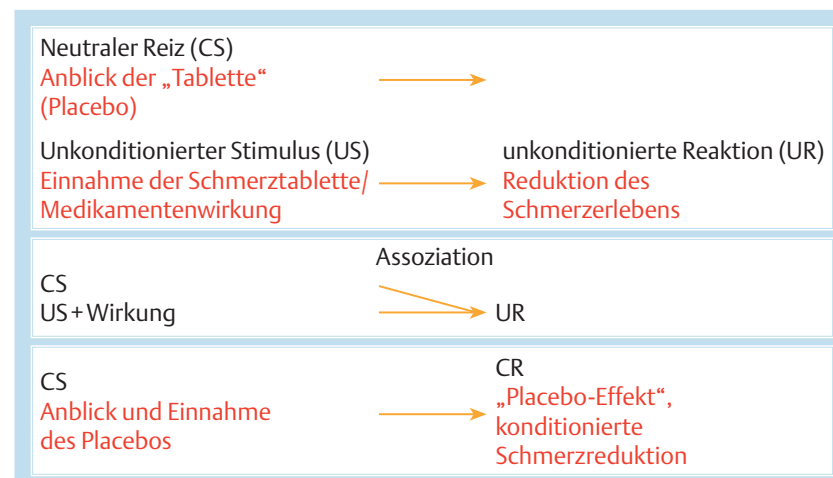 Neutraler Reiz (CS)
Anblick der „Tablette“
(Placebo)
Unkonditionierter Stimulus (US)
Einnahme der Schmerztablette/
Medikamentenwirkung
unkonditionierte Reaktion (UR)
Reduktion des
Schmerzerlebens
Assoziation
CS
US + Wirkung
UR
CS
Anblick und Einnahme
des Placebos
CR
„Placebo-Effekt“,
konditionierte
Schmerzreduktion